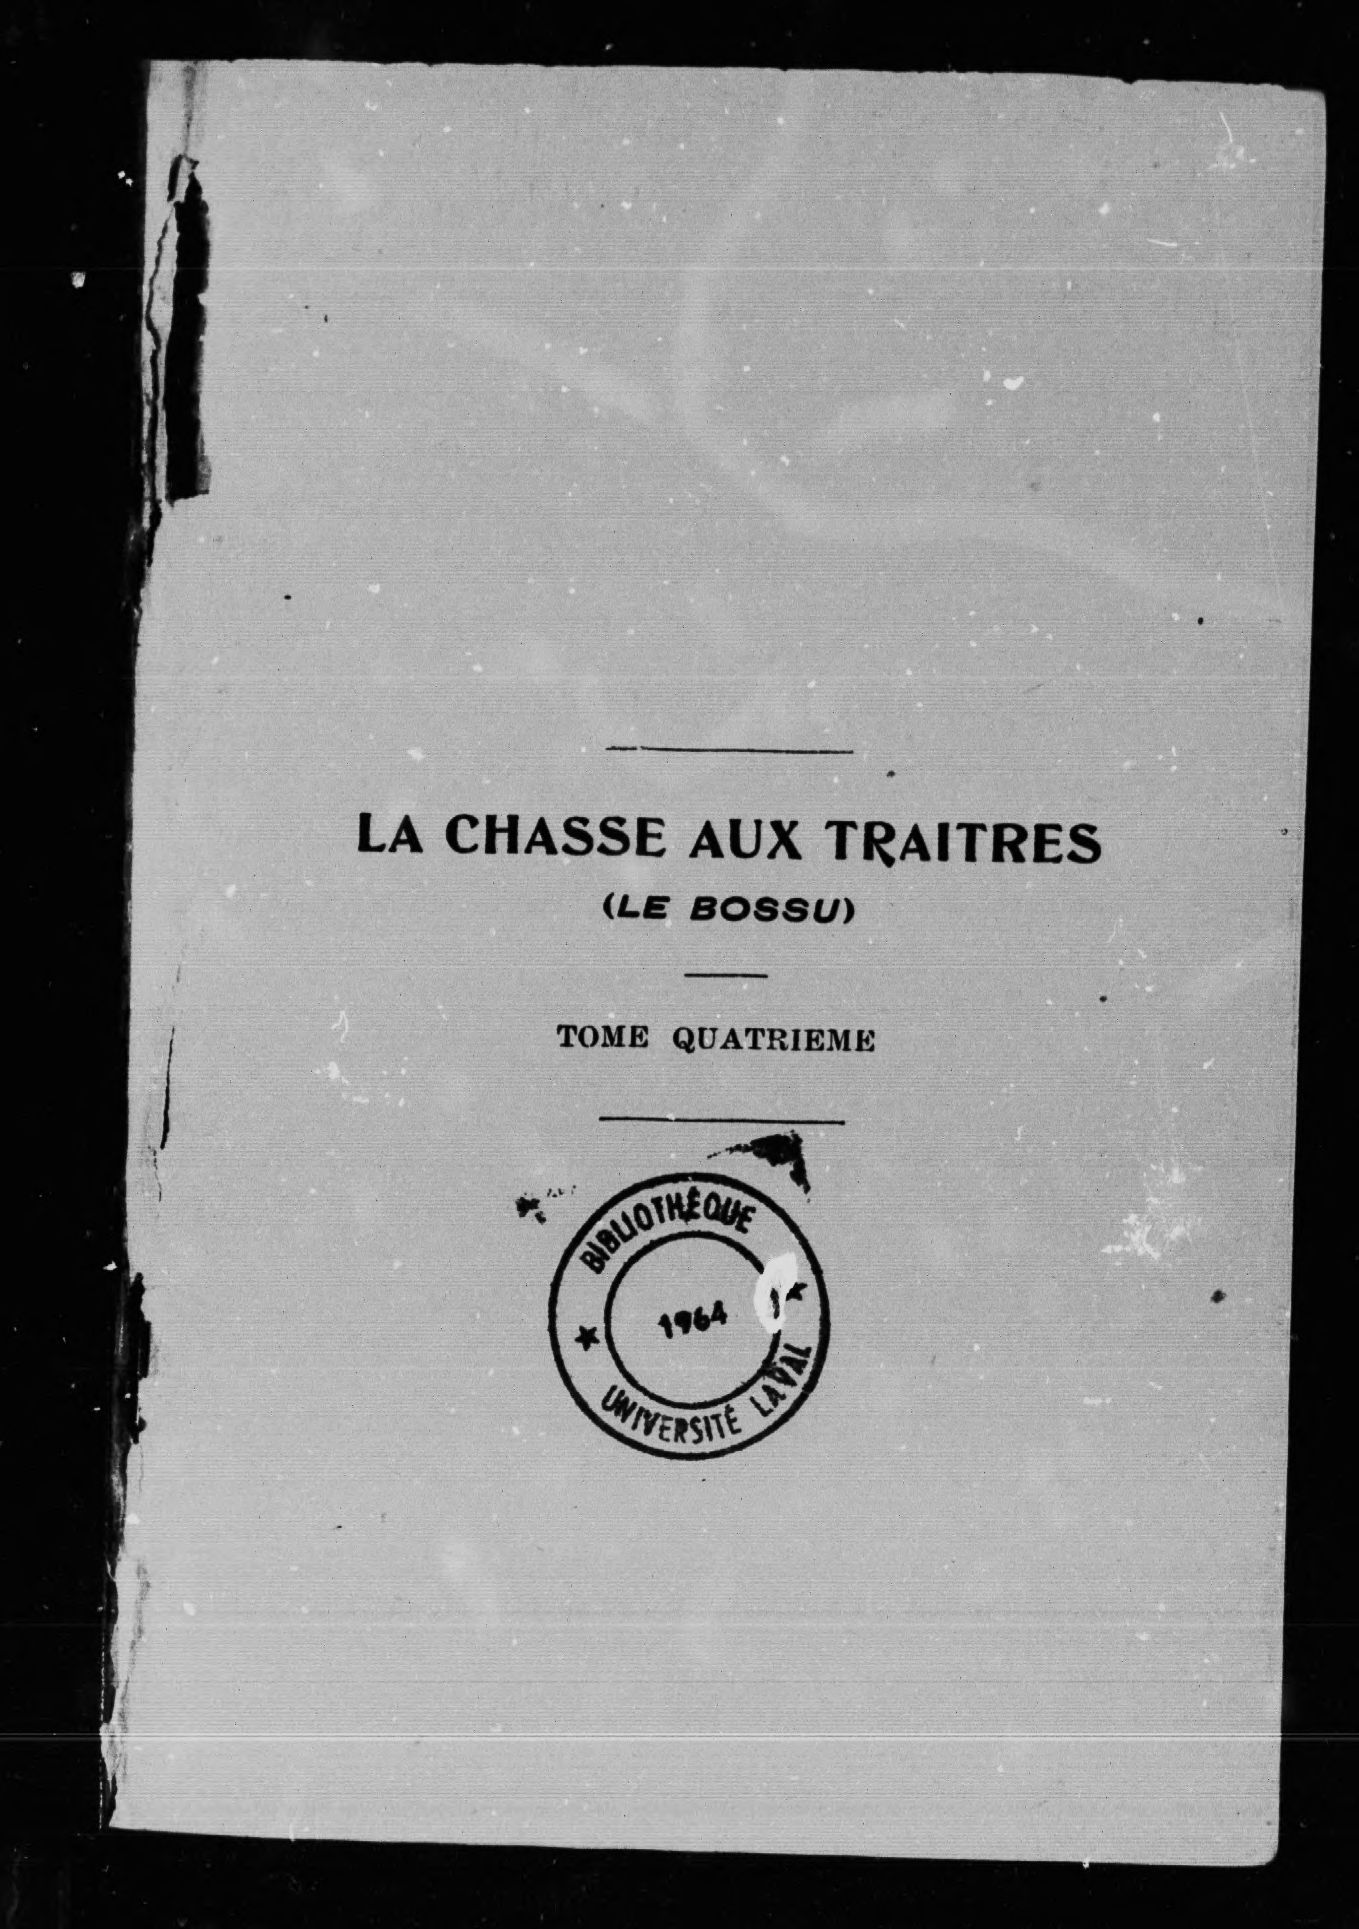 LA CHASSE AUX TRAITRES
(LE BOSSU)
TOME QUATRIEME
BIBLIOTHÈQUE
1964
UNIVERSITÉ LAVAL